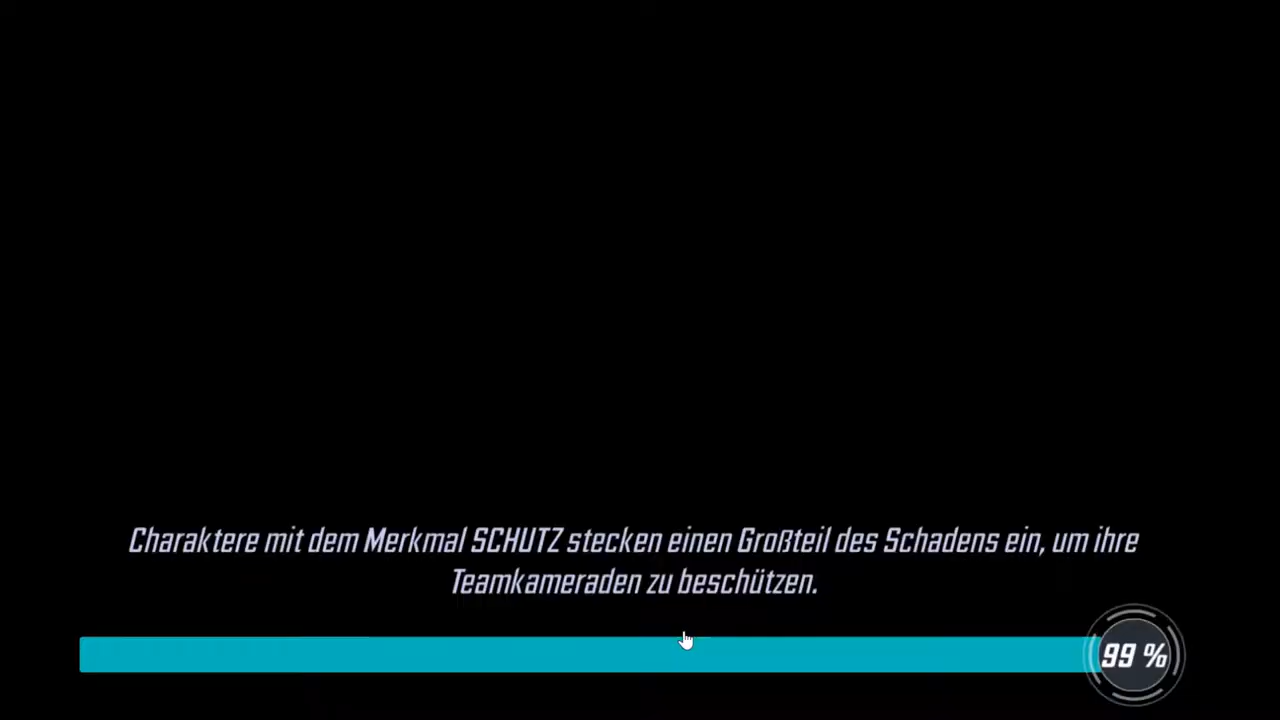 Charaktere mit dem Merkmal SCHUTZ stecken einen Großteil des Schadens ein, um ihre
Teamkameraden zu beschützen.
99 %